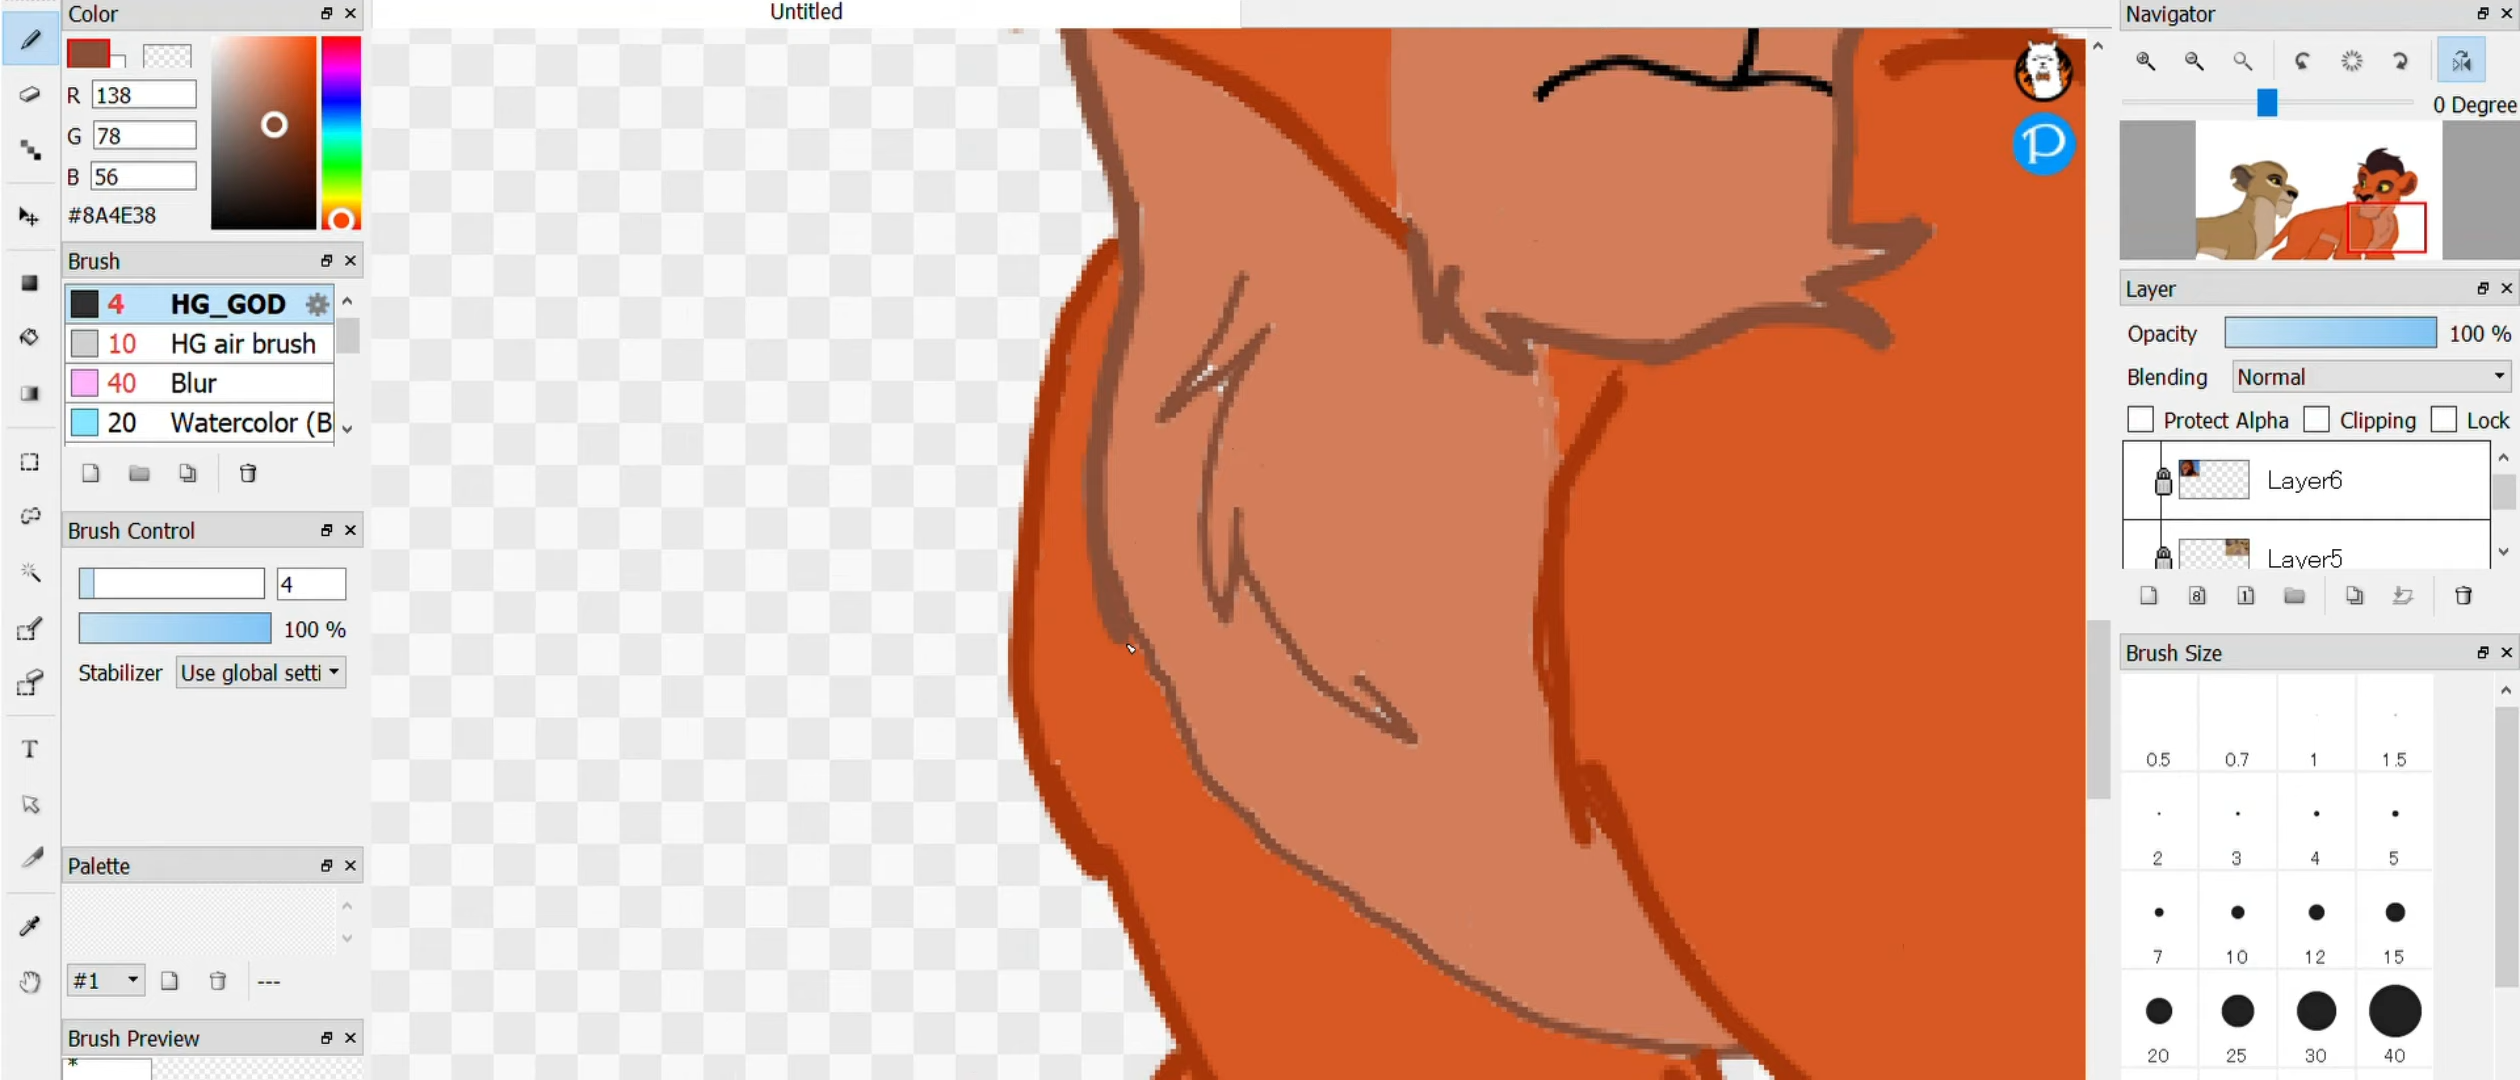 Untitled
Color
R 138
G 78
B 56
#8A4E38
Brush
4 HG_GOD
10 HG air brush
40 Blur
20 Watercolor (B
Brush Control
4
100 %
Stabilizer Use global setti
T
Palette
#1 ---
Brush Preview
*
P
Navigator
0 Degree
Layer
Opacity 100 %
Blending Normal
Protect Alpha Clipping Lock
Layer6
Layer5
8 1
Brush Size
0.5 0.7 1 1.5
2 3 4 5
7 10 12 15
20 25 30 40